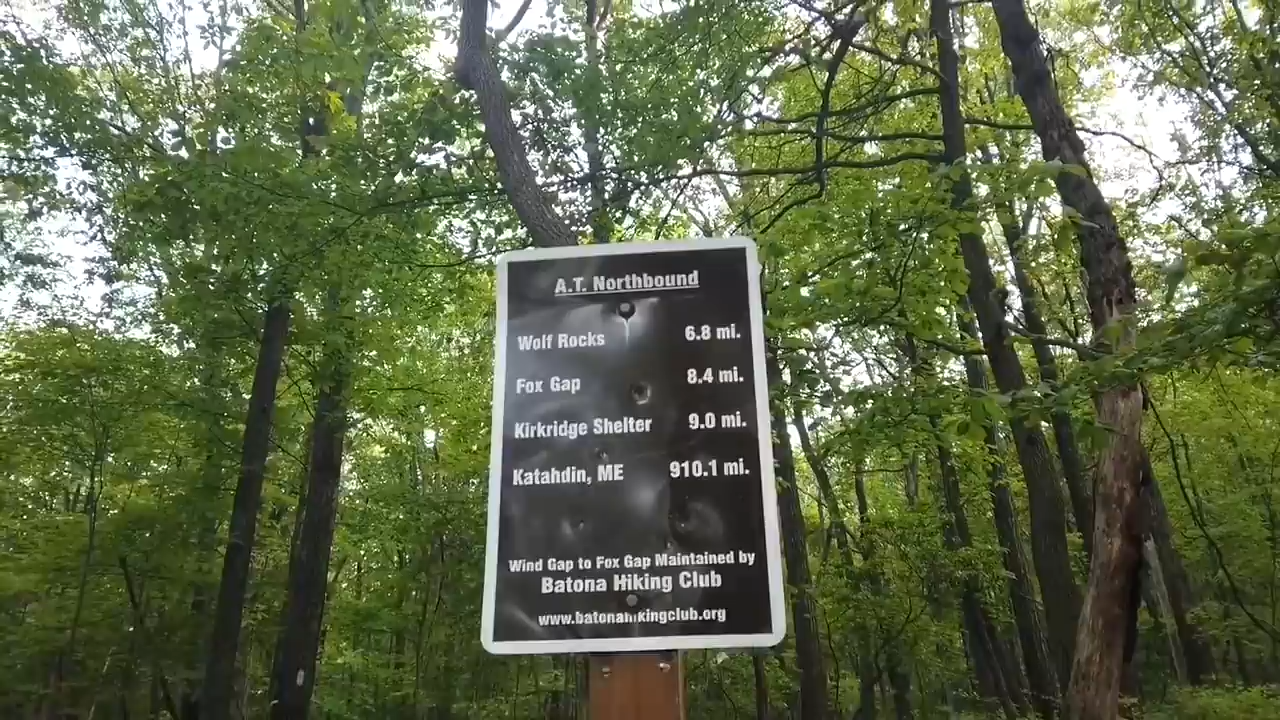 A.T. Northbound
Wolf Rocks 6.8 mi.
Fox Gap 8.4 mi.
Kirkridge Shelter 9.0 mi.
Katahdin, ME 910.1 mi.
Wind Gap to Fox Gap Maintained by
Batona Hiking Club
www.batonahikingclub.org